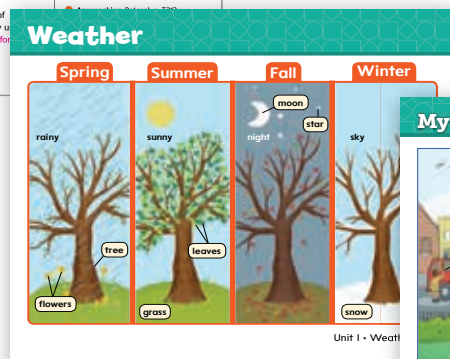 Weather
Spring Summer Fall Winter
moon
star
rainy sunny night sky
tree
leaves
flowers
grass
snow
Unit 1 •
My